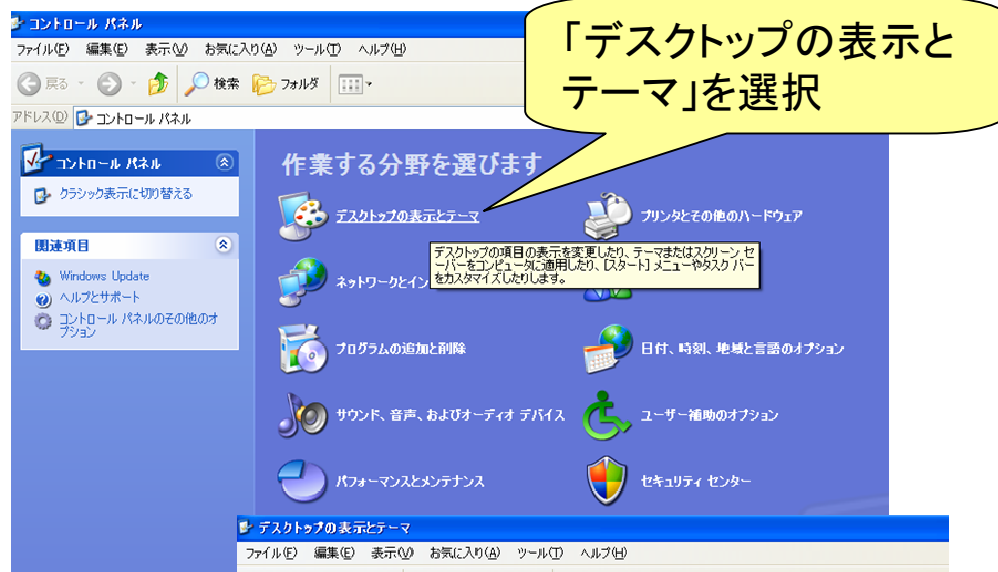 コントロール パネル
ファイル(F) 編集(E) 表示(V) お気に入り(A) ツール(T) ヘルプ(H)
「デスクトップの表示と
テーマ」を選択
戻る 検索 フォルダ
アドレス(D) コントロール パネル
コントロール パネル
クラシック表示に切り替える
関連項目
Windows Update
ヘルプとサポート
コントロール パネルのその他のオ
プション
作業する分野を選びます
デスクトップの表示とテーマ
プリンタとその他のハードウェア
デスクトップの項目の表示を変更したり、テーマまたはスクリーン セ
ーバーをコンピュータに適用したり、[スタート] メニューやタスク バー
をカスタマイズしたりします。
ネットワークとイン
プログラムの追加と削除
日付、時刻、地域と言語のオプション
サウンド、音声、およびオーディオ デバイス
ユーザー補助のオプション
パフォーマンスとメンテナンス
セキュリティ センター
デスクトップの表示とテーマ
ファイル(F) 編集(E) 表示(V) お気に入り(A) ツール(T) ヘルプ(H)